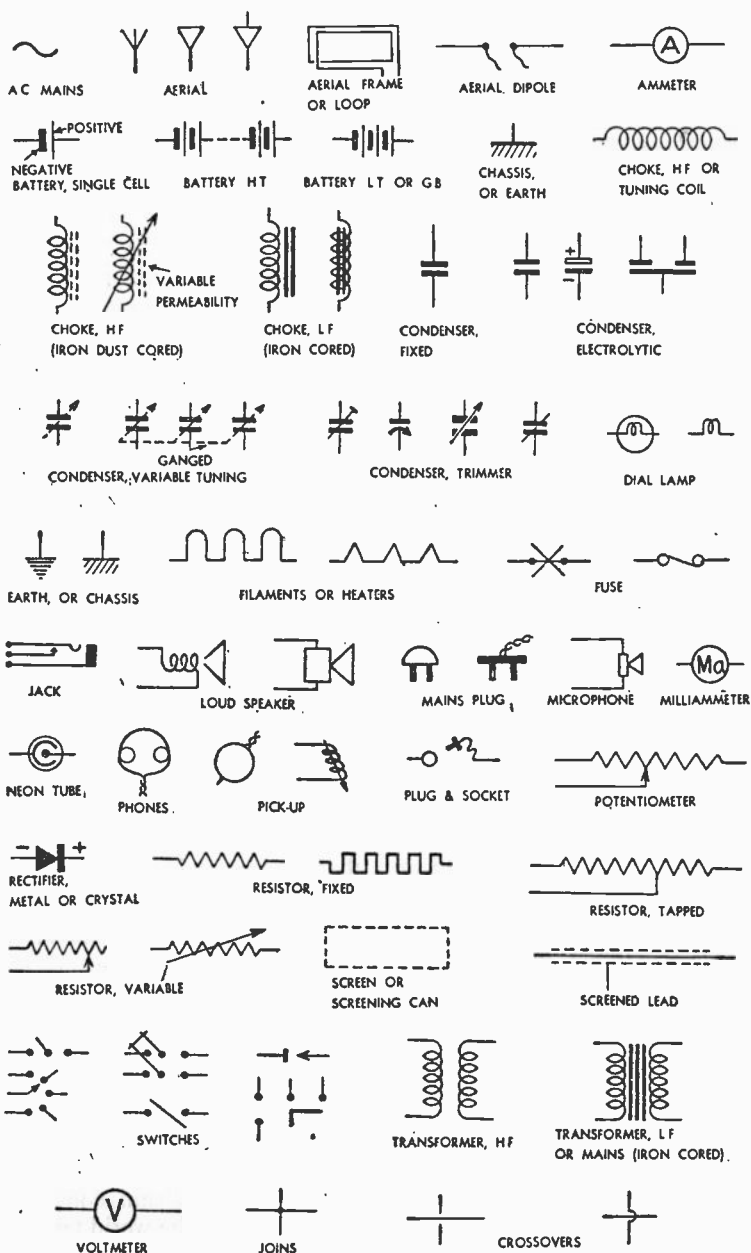 AC MAINS
AERIAL
AERIAL FRAME
OR LOOP
AERIAL, DIPOLE
A
AMMETER
POSITIVE
NEGATIVE
BATTERY, SINGLE CELL
BATTERY HT
BATTERY LT OR GB
CHASSIS,
OR EARTH
CHOKE, HF OR
TUNING COIL
VARIABLE
PERMEABILITY
CHOKE, HF
(IRON DUST CORED)
CHOKE, LF
(IRON CORED)
CONDENSER,
FIXED
+
-
CONDENSER,
ELECTROLYTIC
GANGED
CONDENSER, VARIABLE TUNING
CONDENSER, TRIMMER
DIAL LAMP
EARTH, OR CHASSIS
FILAMENTS OR HEATERS
FUSE
JACK
LOUD SPEAKER
MAINS PLUG
MICROPHONE
Ma
MILLIAMMETER
NEON TUBE
PHONES
PICK-UP
PLUG & SOCKET
POTENTIOMETER
- +
RECTIFIER,
METAL OR CRYSTAL
RESISTOR, FIXED
RESISTOR, TAPPED
RESISTOR, VARIABLE
SCREEN OR
SCREENING CAN
SCREENED LEAD
SWITCHES
TRANSFORMER, HF
TRANSFORMER, LF
OR MAINS (IRON CORED)
V
VOLTMETER
JOINS
CROSSOVERS